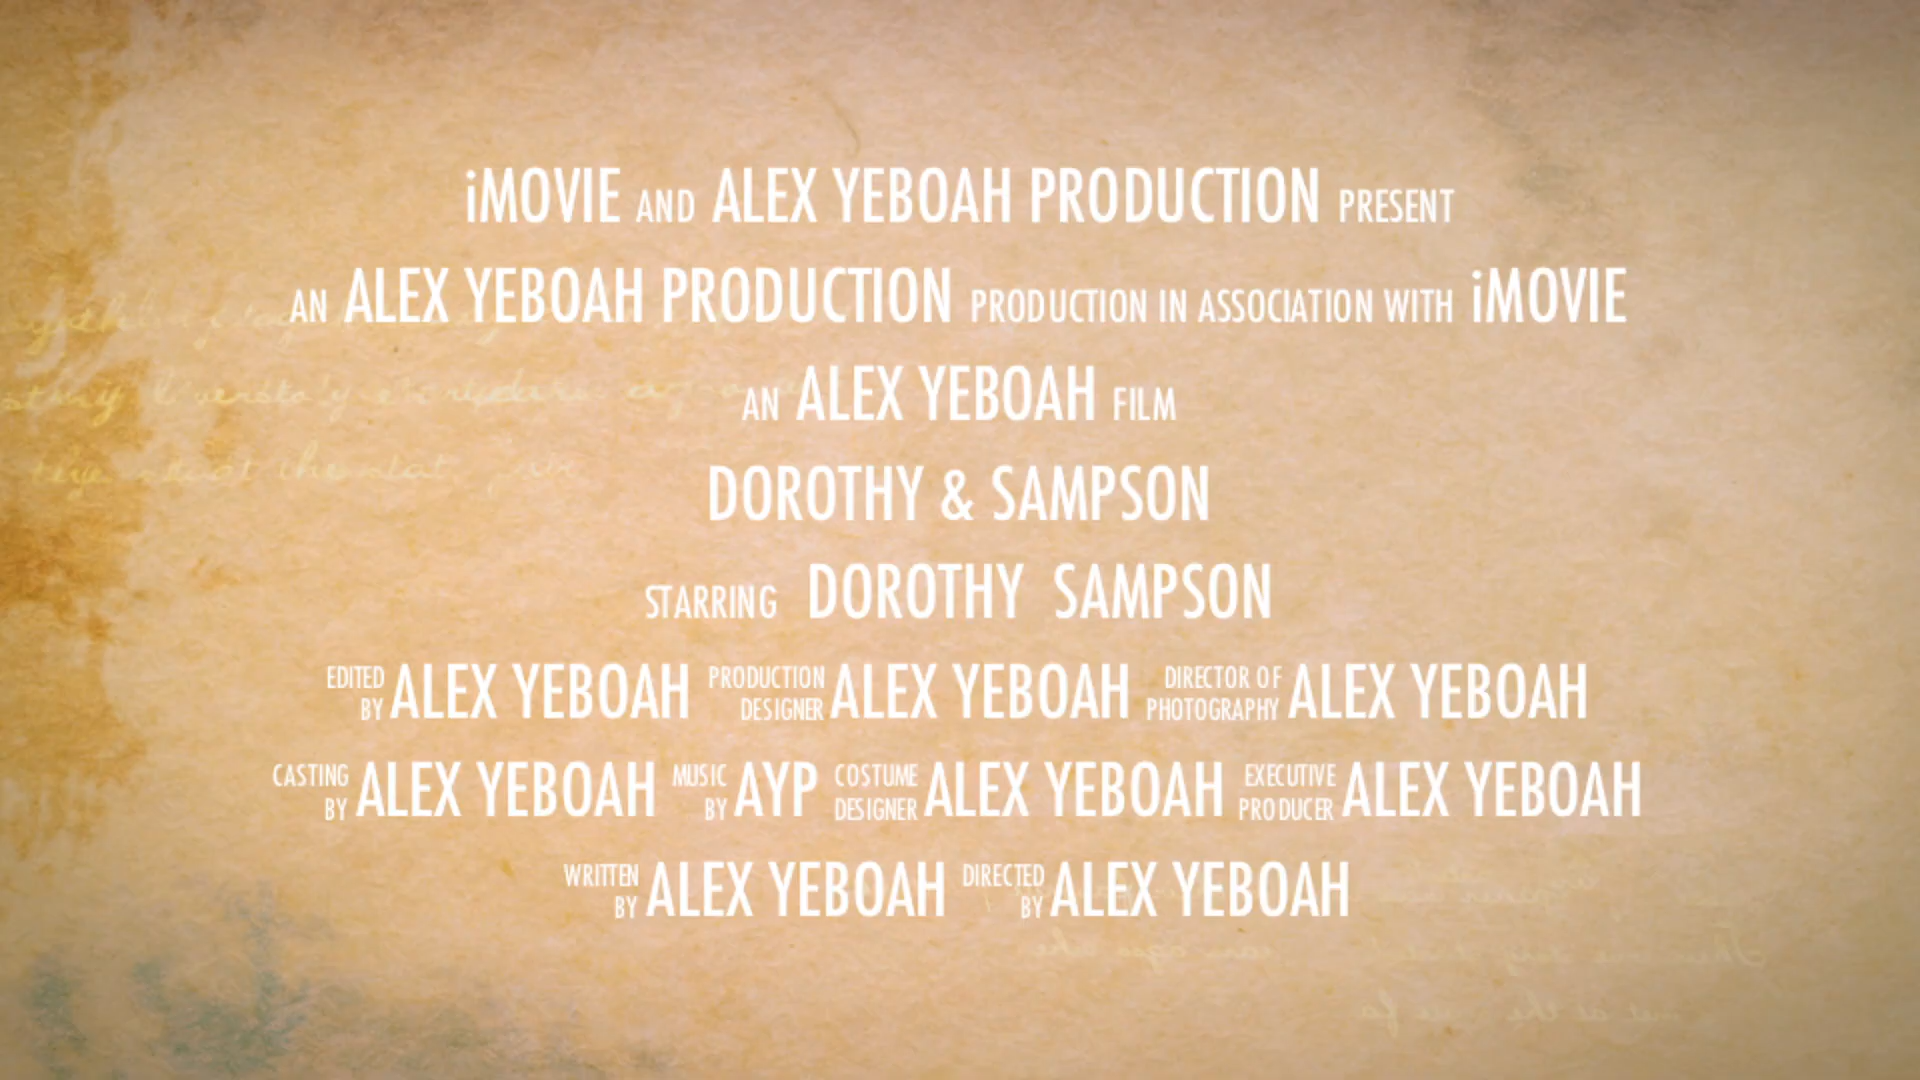 iMOVIE AND ALEX YEBOAH PRODUCTION PRESENT
AN ALEX YEBOAH PRODUCTION PRODUCTION IN ASSOCIATION WITH iMOVIE
AN ALEX YEBOAH FILM
DOROTHY & SAMPSON
STARRING DOROTHY SAMPSON
EDITED BY ALEX YEBOAH PRODUCTION DESIGNER ALEX YEBOAH DIRECTOR OF PHOTOGRAPHY ALEX YEBOAH
CASTING BY ALEX YEBOAH MUSIC BY AYP COSTUME DESIGNER ALEX YEBOAH EXECUTIVE PRODUCER ALEX YEBOAH
WRITTEN BY ALEX YEBOAH DIRECTED BY ALEX YEBOAH